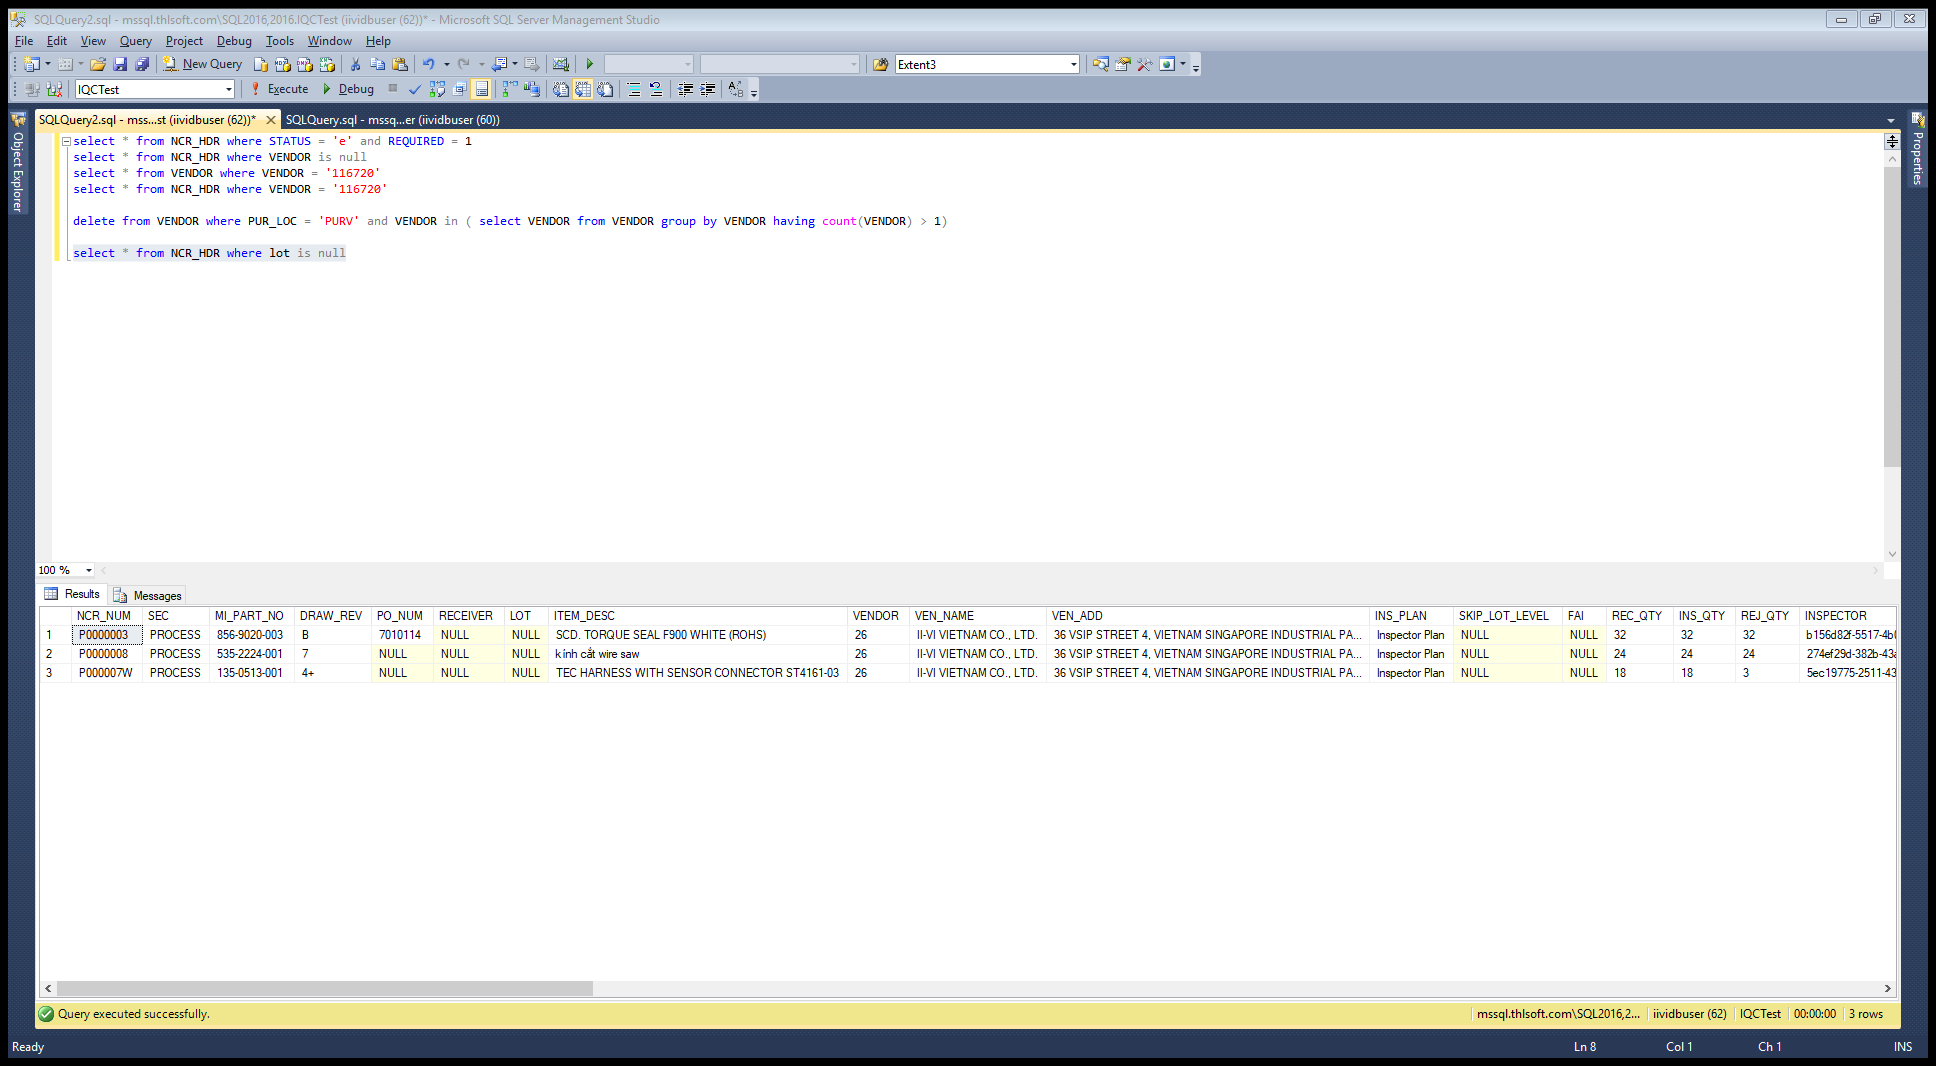 SQLQuery2.sql - mssql.thlsoft.com\SQL2016,2016.IQCTest (iividbuser (62))* - Microsoft SQL Server Management Studio
File Edit View Query Project Debug Tools Window Help
New Query Extent3
IQCTest Execute Debug
SQLQuery2.sql - mss...st (iividbuser (62))* SQLQuery.sql - mssq...er (iividbuser (60))
Object Explorer
Properties
select * from NCR_HDR where STATUS = 'e' and REQUIRED = 1
select * from NCR_HDR where VENDOR is null
select * from VENDOR where VENDOR = '116720'
select * from NCR_HDR where VENDOR = '116720'
delete from VENDOR where PUR_LOC = 'PURV' and VENDOR in ( select VENDOR from VENDOR group by VENDOR having count(VENDOR) > 1)
select * from NCR_HDR where lot is null
100 %
Results Messages
NCR_NUM SEC MI_PART_NO DRAW_REV PO_NUM RECEIVER LOT ITEM_DESC VENDOR VEN_NAME VEN_ADD INS_PLAN SKIP_LOT_LEVEL FAI REC_QTY INS_QTY REJ_QTY INSPECTOR
1 P0000003 PROCESS 856-9020-003 B 7010114 NULL NULL SCD. TORQUE SEAL F900 WHITE (ROHS) 26 II-VI VIETNAM CO., LTD. 36 VSIP STREET 4, VIETNAM SINGAPORE INDUSTRIAL PA... Inspector Plan NULL NULL 32 32 32 b156d82f-5517-4b
2 P0000008 PROCESS 535-2224-001 7 NULL NULL NULL kính cắt wire saw 26 II-VI VIETNAM CO., LTD. 36 VSIP STREET 4, VIETNAM SINGAPORE INDUSTRIAL PA... Inspector Plan NULL NULL 24 24 24 274ef29d-382b-43a
3 P000007W PROCESS 135-0513-001 4+ NULL NULL NULL TEC HARNESS WITH SENSOR CONNECTOR ST4161-03 26 II-VI VIETNAM CO., LTD. 36 VSIP STREET 4, VIETNAM SINGAPORE INDUSTRIAL PA... Inspector Plan NULL NULL 18 18 3 5ec19775-2511-43
Query executed successfully. mssql.thlsoft.com\SQL2016,2... iividbuser (62) IQCTest 00:00:00 3 rows
Ready Ln 8 Col 1 Ch 1 INS